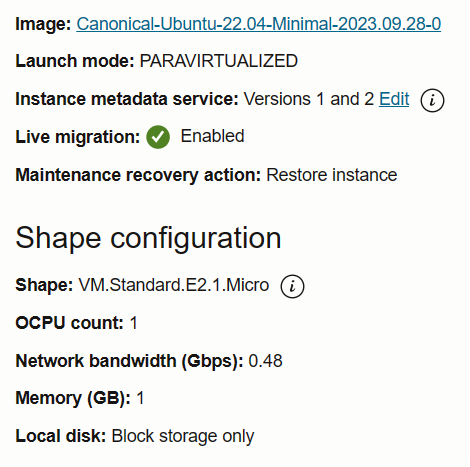 Image: Canonical-Ubuntu-22.04-Minimal-2023.09.28-0
Launch mode: PARAVIRTUALIZED
Instance metadata service: Versions 1 and 2 Edit
Live migration: Enabled
Maintenance recovery action: Restore instance
Shape configuration
Shape: VM.Standard.E2.1.Micro
OCPU count: 1
Network bandwidth (Gbps): 0.48
Memory (GB): 1
Local disk: Block storage only